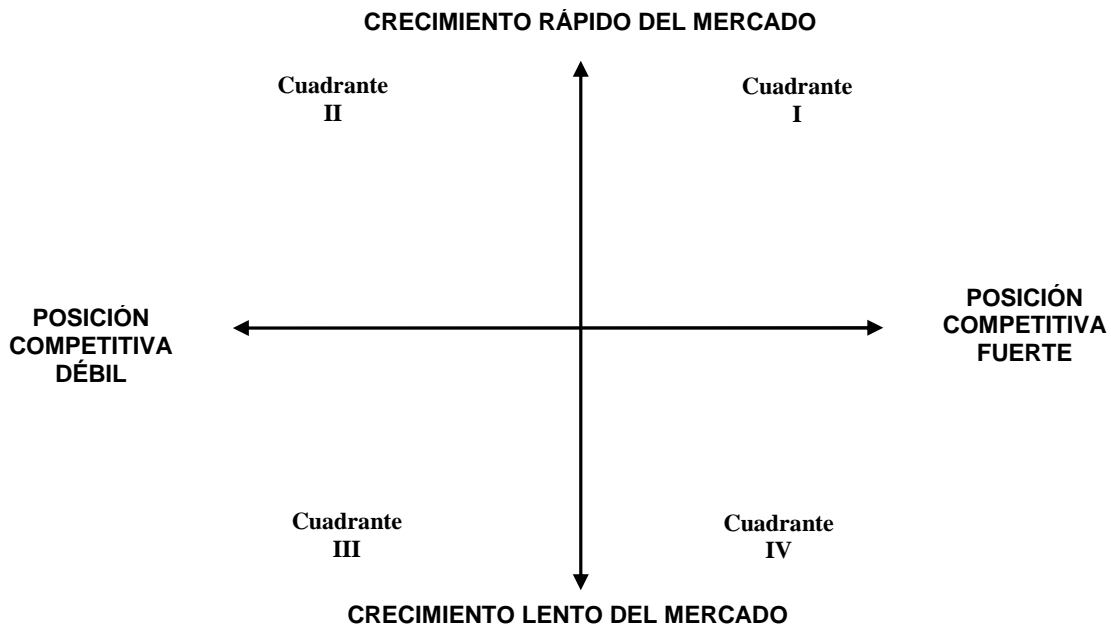 CRECIMIENTO RÁPIDO DEL MERCADO
Cuadrante
II
Cuadrante
I
POSICIÓN
COMPETITIVA
DÉBIL
POSICIÓN
COMPETITIVA
FUERTE
Cuadrante
III
Cuadrante
IV
CRECIMIENTO LENTO DEL MERCADO